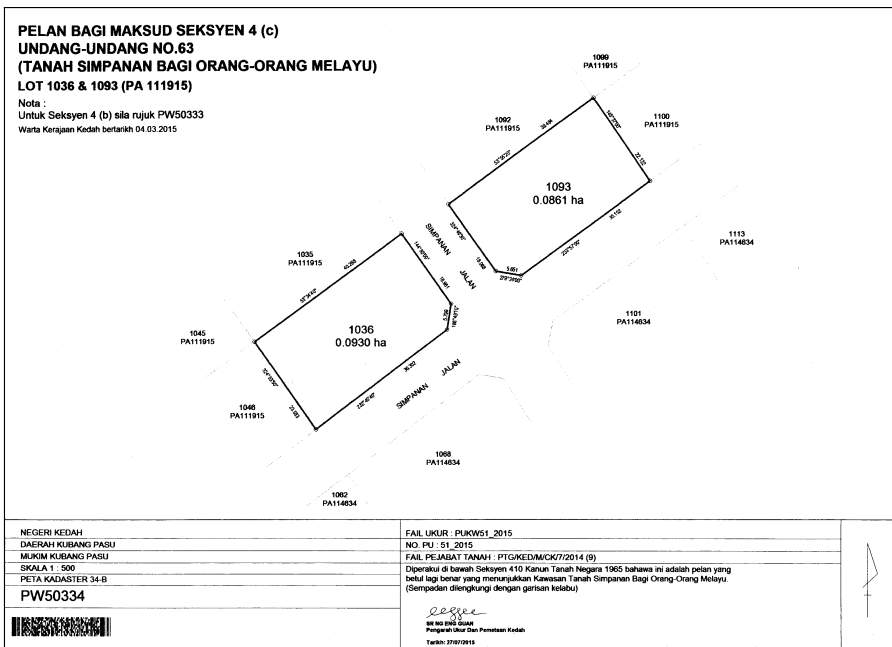 PELAN BAGI MAKSUD SEKSYEN 4 (c)
UNDANG-UNDANG NO.63
(TANAH SIMPANAN BAGI ORANG-ORANG MELAYU)
LOT 1036 & 1093 (PA 111915)
Nota :
Untuk Seksyen 4 (b) sila rujuk PW50333
Warta Kerajaan Kedah bertarikh 04.03.2015
1099
PA111915
1092
PA111915
1100
PA111915
1093
0.0861 ha
1113
PA114634
1035
PA111915
SIMPANAN
JALAN
5.651
1101
PA114634
1045
PA111915
1036
0.0930 ha
1046
PA111915
SIMPANAN
JALAN
1068
PA114634
1062
PA114634
NEGERI KEDAH
DAERAH KUBANG PASU
MUKIM KUBANG PASU
SKALA 1 : 500
PETA KADASTER 34-B
PW50334
FAIL UKUR : PUKW51_2015
NO. PU : 51_2015
FAIL PEJABAT TANAH : PTG/KED/M/CK/7/2014 (9)
Diperakui di bawah Seksyen 410 Kanun Tanah Negara 1965 bahawa ini adalah pelan yang
betul lagi benar yang menunjukkan Kawasan Tanah Simpanan Bagi Orang-Orang Melayu.
(Sempadan dilengkungi dengan garisan kelabu)
SR NG ENG GUAN
Pengarah Ukur Dan Pemetaan Kedah
Tarikh: 27/07/2015